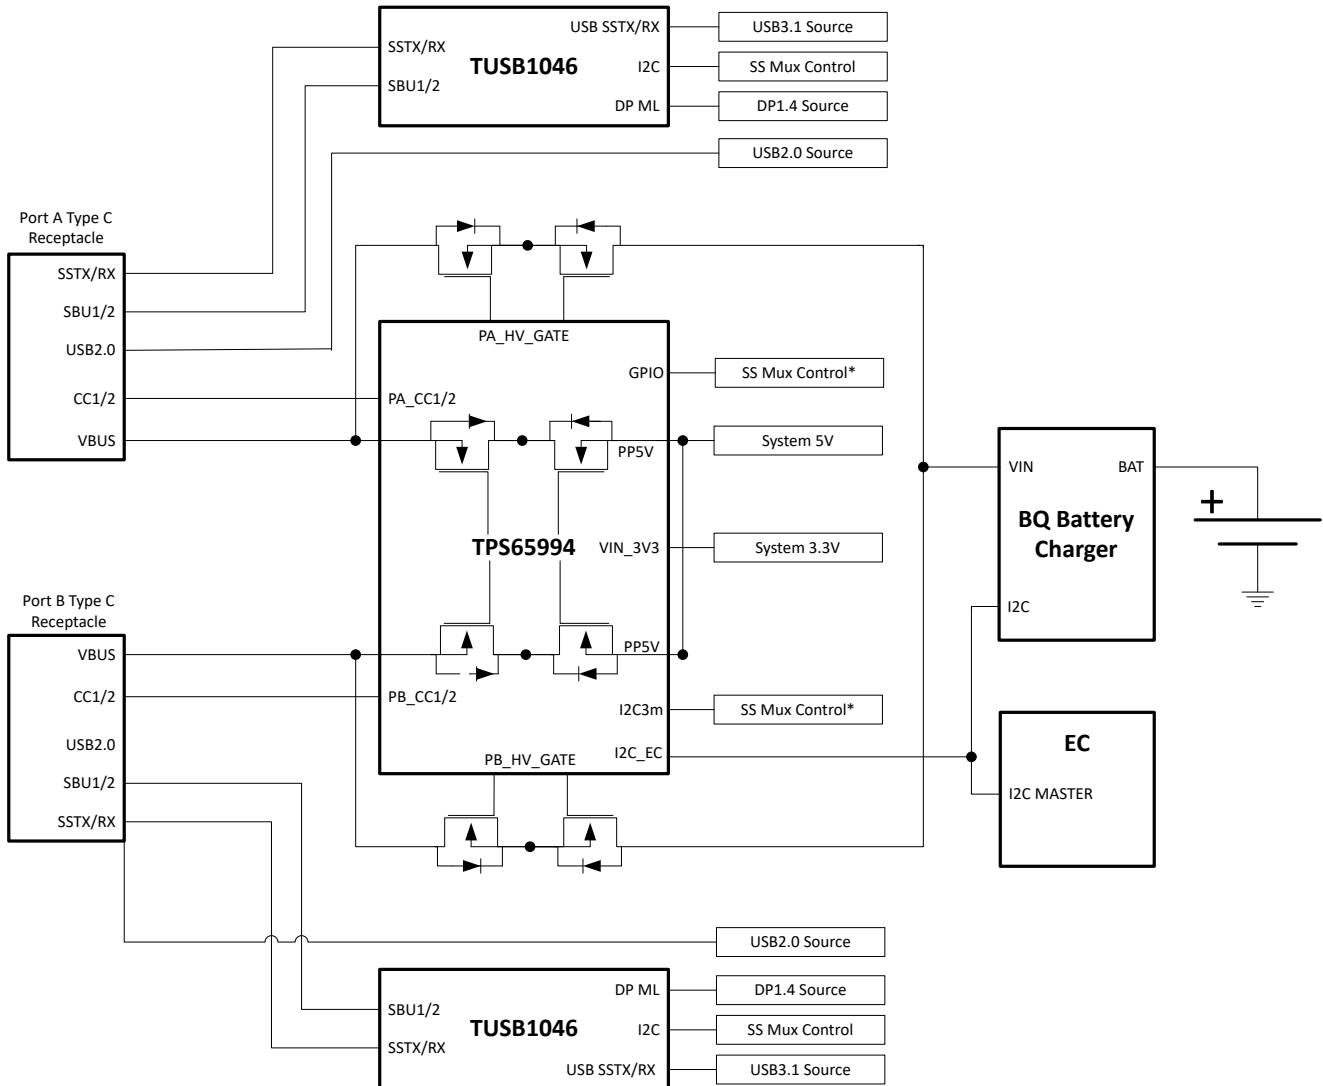 USB SSTX/RX
USB3.1 Source
SSTX/RX
TUSB1046
I2C
SS Mux Control
SBU1/2
DP ML
DP1.4 Source
USB2.0 Source
Port A Type C
Receptacle
SSTX/RX
SBU1/2
USB2.0
CC1/2
VBUS
PA_HV_GATE
GPIO
SS Mux Control*
PA_CC1/2
PP5V
System 5V
TPS65994
VIN_3V3
System 3.3V
VIN
BAT
+
BQ Battery
Charger
I2C
Port B Type C
Receptacle
VBUS
CC1/2
USB2.0
SBU1/2
SSTX/RX
PP5V
PB_CC1/2
I2C3m
SS Mux Control*
I2C_EC
PB_HV_GATE
EC
I2C MASTER
USB2.0 Source
DP ML
DP1.4 Source
SBU1/2
TUSB1046
I2C
SS Mux Control
SSTX/RX
USB SSTX/RX
USB3.1 Source